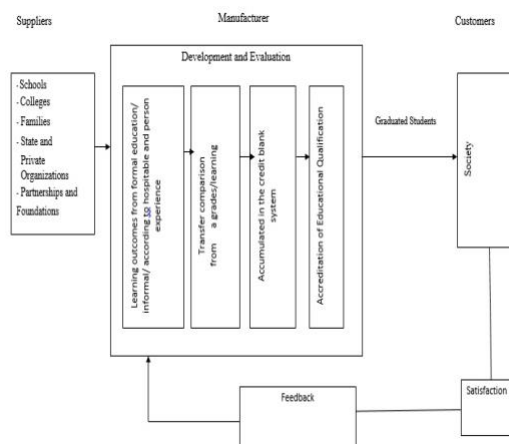 Suppliers
Manufacturer
Customers
Development and Evaluation
- Schools
- Colleges
- Families
- State and
Private
Organizations
- Partnerships and
Foundations
Learning outcomes from formal education/
informal/ according to hospitable and person
experience
Transfer comparison
from a grades/learning
Accumulated in the credit blank
system
Accreditation of Educational Qualification
Graduated Students
Society
Feedback
Satisfaction